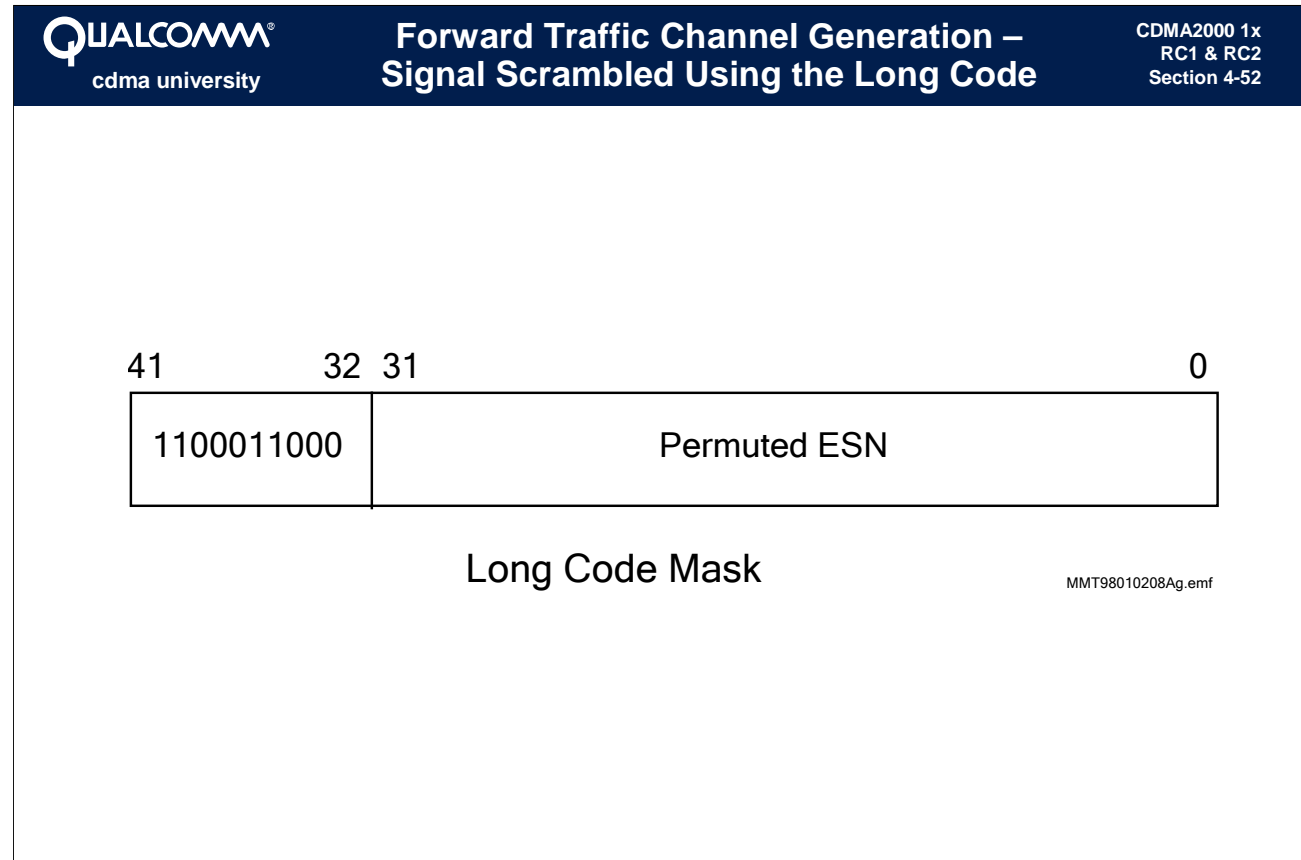 QUALCOMM®
cdma university
Forward Traffic Channel Generation –
Signal Scrambled Using the Long Code
CDMA2000 1x
RC1 & RC2
Section 4-52
41 32 31 0
1100011000 Permuted ESN
Long Code Mask
MMT98010208Ag.emf